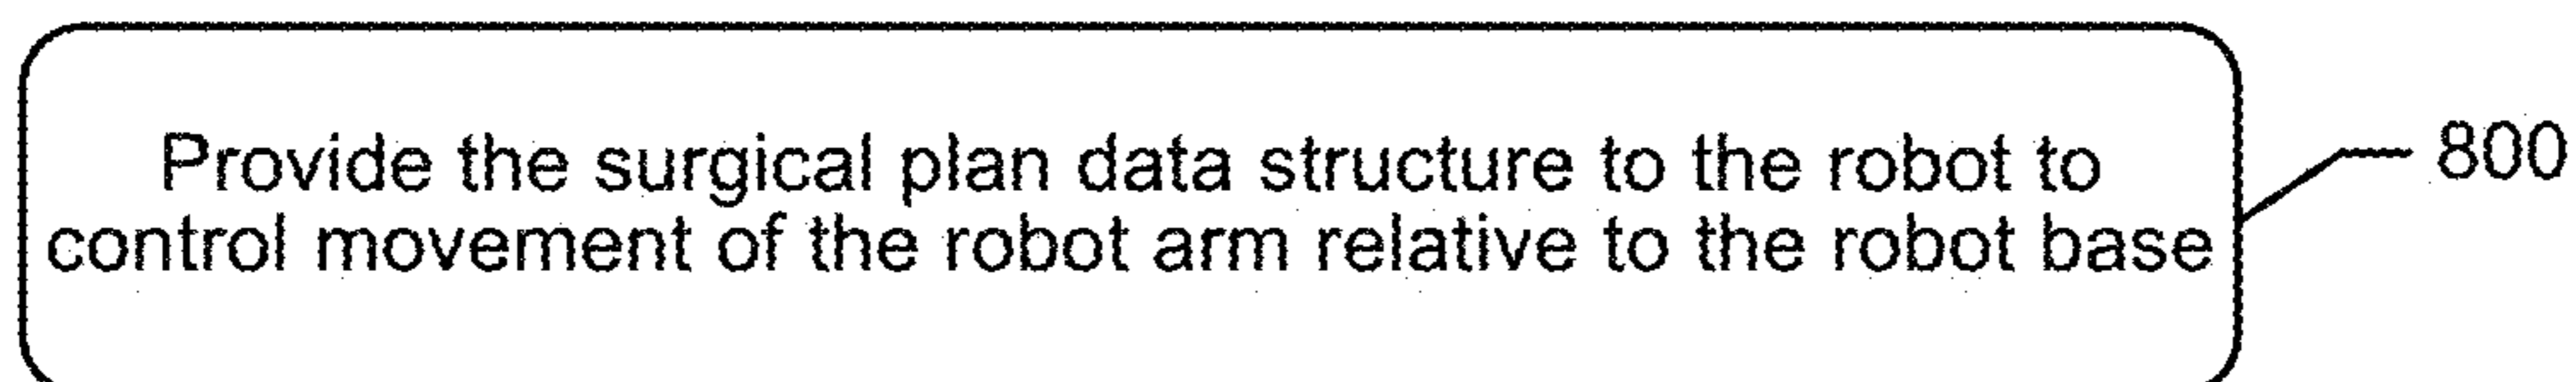 Provide the surgical plan data structure to the robot to
control movement of the robot arm relative to the robot base
800